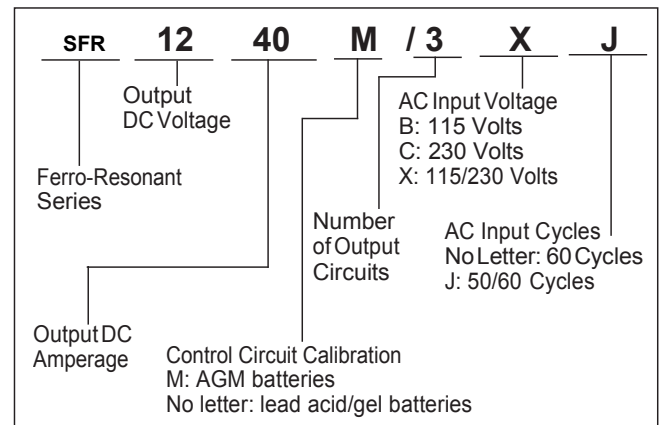 SFR 12 40 M / 3 X J
Output
DC Voltage
AC Input Voltage
B: 115 Volts
C: 230 Volts
X: 115/230 Volts
Ferro-Resonant
Series
Number
of Output
Circuits
AC Input Cycles
No Letter: 60 Cycles
J: 50/60 Cycles
Output DC
Amperage
Control Circuit Calibration
M: AGM batteries
No letter: lead acid/gel batteries